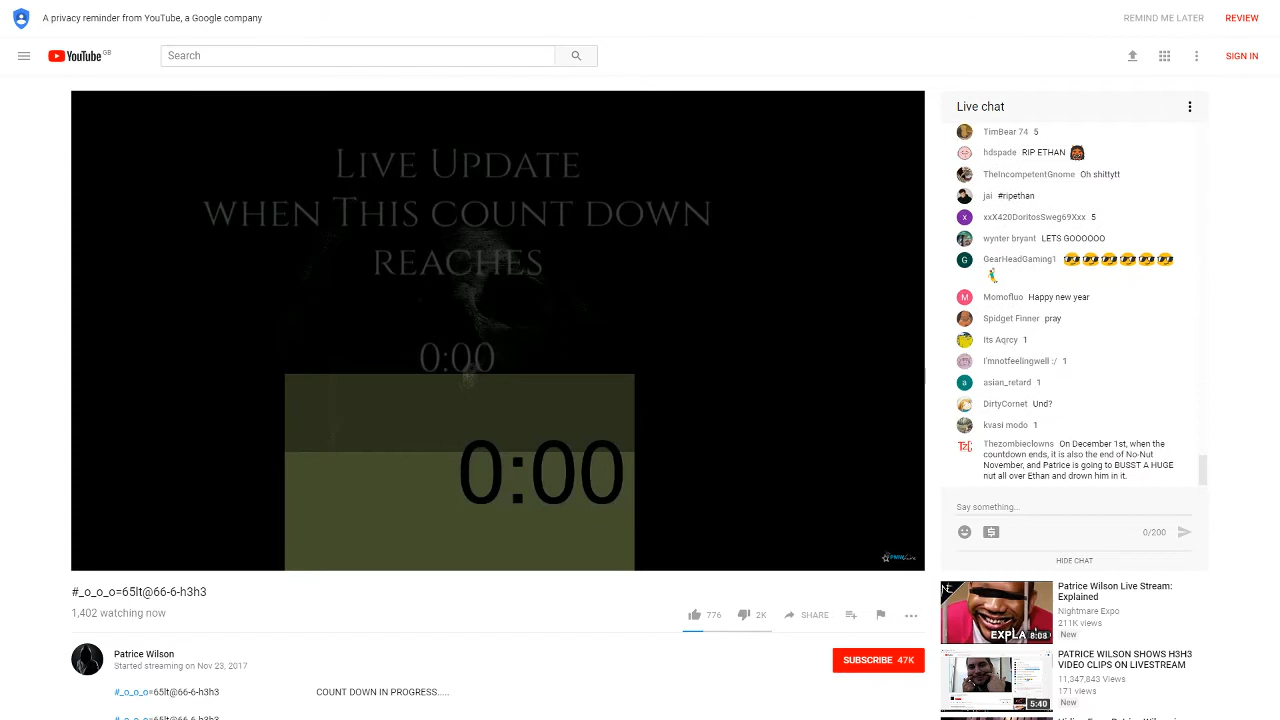 A privacy reminder from YouTube, a Google company
REMIND ME LATER
REVIEW
YouTube GB
Search
SIGN IN
LIVE UPDATE
WHEN THIS COUNT DOWN
REACHES
0:00
0:00
Live chat
TimBear 74 5
hdspade RIP ETHAN
TheIncompetentGnome Oh shittytt
jai #ripethan
xxX420DoritosSweg69Xxx 5
wynter bryant LETS GOOOOOO
GearHeadGaming1
Momofluo Happy new year
Spidget Finner pray
Its Aqrcy 1
I'mnotfeelingwell :/ 1
asian_retard 1
DirtyCornet Und?
kvasi modo 1
Thezombieclowns On December 1st, when the
countdown ends, it is also the end of No-Nut
November, and Patrice is going to BUSST A HUGE
nut all over Ethan and drown him in it.
Say something...
0/200
HIDE CHAT
#_o_o_o=65lt@66-6-h3h3
1,402 watching now
776
2K
SHARE
Patrice Wilson
Started streaming on Nov 23, 2017
SUBSCRIBE 47K
#_o_o_o=65lt@66-6-h3h3 COUNT DOWN IN PROGRESS.....
Patrice Wilson Live Stream:
Explained
Nightmare Expo
211K views
New
EXPLA
8:08
PATRICE WILSON SHOWS H3H3
VIDEO CLIPS ON LIVESTREAM
11,347,843 Views
171 views
New
5:40